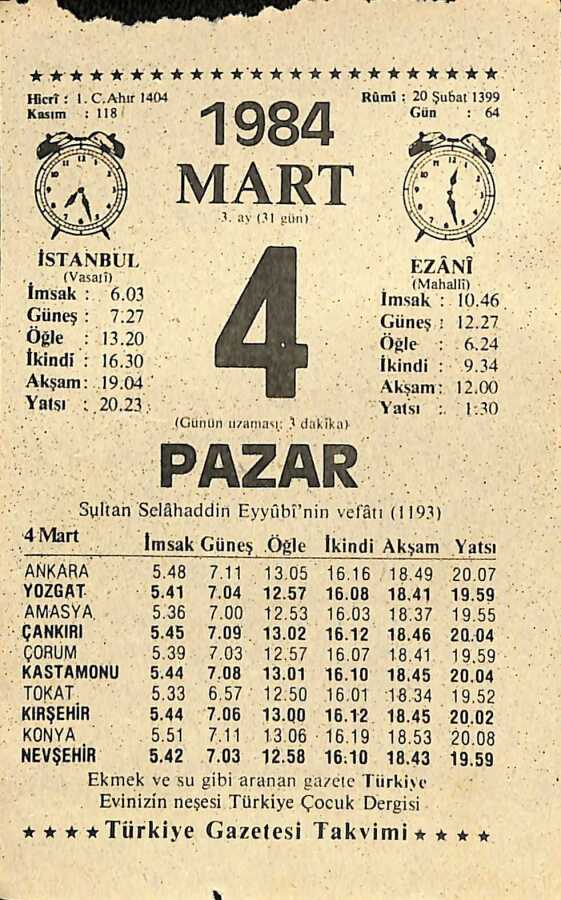 ★★★★★★★★★★★★★★★★★★★★★★★★★★★★
Hicrî : 1. C.Ahır 1404
Kasım : 118
Rûmî : 20 Şubat 1399
Gün : 64
1984
MART
3. ay (31 gün)
İSTANBUL
(Vasatî)
İmsak : 6.03
Güneş : 7.27
Öğle : 13.20
İkindi : 16.30
Akşam : 19.04
Yatsı : 20.23
4
EZÂNÎ
(Mahallî)
İmsak : 10.46
Güneş : 12.27
Öğle : 6.24
İkindi : 9.34
Akşam : 12.00
Yatsı : 1.30
(Günün uzaması: 3 dakika)
PAZAR
Sultan Selâhaddin Eyyûbî'nin vefâtı (1193)
4 Mart İmsak Güneş Öğle İkindi Akşam Yatsı
ANKARA 5.48 7.11 13.05 16.16 18.49 20.07
YOZGAT 5.41 7.04 12.57 16.08 18.41 19.59
AMASYA 5.36 7.00 12.53 16.03 18.37 19.55
ÇANKIRI 5.45 7.09 13.02 16.12 18.46 20.04
ÇORUM 5.39 7.03 12.57 16.07 18.41 19.59
KASTAMONU 5.44 7.08 13.01 16.10 18.45 20.04
TOKAT 5.33 6.57 12.50 16.01 18.34 19.52
KIRŞEHİR 5.44 7.06 13.00 16.12 18.45 20.02
KONYA 5.51 7.11 13.06 16.19 18.53 20.08
NEVŞEHİR 5.42 7.03 12.58 16.10 18.43 19.59
Ekmek ve su gibi aranan gazete Türkiye
Evinizin neşesi Türkiye Çocuk Dergisi
★★★★Türkiye Gazetesi Takvimi★★★★